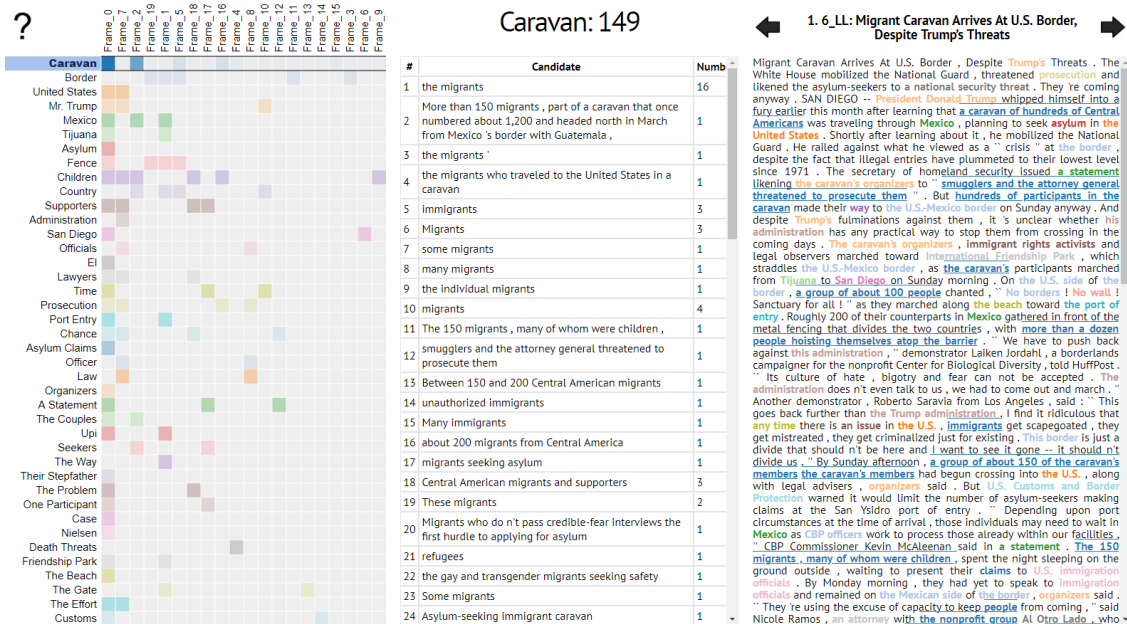 ?
Frame_0
Frame_7
Frame_2
Frame_19
Frame_1
Frame_5
Frame_18
Frame_17
Frame_16
Frame_4
Frame_8
Frame_10
Frame_12
Frame_11
Frame_13
Frame_14
Frame_15
Frame_3
Frame_6
Frame_9
Caravan
Border
United States
Mr. Trump
Mexico
Tijuana
Asylum
Fence
Children
Country
Supporters
Administration
San Diego
Officials
El
Lawyers
Time
Prosecution
Port Entry
Chance
Asylum Claims
Officer
Law
Organizers
A Statement
The Couples
Upi
Seekers
The Way
Their Stepfather
The Problem
One Participant
Case
Nielsen
Death Threats
Friendship Park
The Beach
The Gate
The Effort
Customs
Caravan: 149
# Candidate Numb
1 the migrants 16
2 More than 150 migrants , part of a caravan that once
numbered about 1,200 and headed north in March
from Mexico 's border with Guatemala , 1
3 the migrants ' 1
4 the migrants who traveled to the United States in a
caravan 1
5 immigrants 3
6 Migrants 3
7 some migrants 1
8 many migrants 1
9 the individual migrants 1
10 migrants 4
11 The 150 migrants , many of whom were children , 1
12 smugglers and the attorney general threatened to
prosecute them 1
13 Between 150 and 200 Central American migrants 1
14 unauthorized immigrants 1
15 Many immigrants 1
16 about 200 migrants from Central America 1
17 migrants seeking asylum 1
18 Central American migrants and supporters 3
19 These migrants 2
20 Migrants who do n't pass credible-fear interviews the
first hurdle to applying for asylum 1
21 refugees 1
22 the gay and transgender migrants seeking safety 1
23 Some migrants 1
24 Asylum-seeking immigrant caravan 1
1. 6_LL: Migrant Caravan Arrives At U.S. Border,
Despite Trump's Threats
Migrant Caravan Arrives At U.S. Border , Despite Trump's Threats . The
White House mobilized the National Guard , threatened prosecution and
likened the asylum-seekers to a national security threat . They 're coming
anyway . SAN DIEGO -- President Donald Trump whipped himself into a
fury earlier this month after learning that a caravan of hundreds of Central
Americans was traveling through Mexico , planning to seek asylum in the
United States . Shortly after learning about it , he mobilized the National
Guard . He railed against what he viewed as a `` crisis '' at the border ,
despite the fact that illegal entries have plummeted to their lowest level
since 1971 . The secretary of homeland security issued a statement
likening the caravan's organizers to `` smugglers and the attorney general
threatened to prosecute them '' . But hundreds of participants in the
caravan made their way to the U.S.-Mexico border on Sunday anyway . And
despite Trump's fulminations against them , it 's unclear whether his
administration has any practical way to stop them from crossing in the
coming days . The caravan's organizers , immigrant rights activists and
legal observers marched toward International Friendship Park , which
straddles the U.S.-Mexico border , as the caravan's participants marched
from Tijuana to San Diego on Sunday morning . On the U.S. side of the
border , a group of about 100 people chanted , `` No borders ! No wall !
Sanctuary for all ! '' as they marched along the beach toward the port of
entry . Roughly 200 of their counterparts in Mexico gathered in front of the
metal fencing that divides the two countries , with more than a dozen
people hoisting themselves atop the barrier . `` We have to push back
against this administration , '' demonstrator Laiken Jordahl , a borderlands
campaigner for the nonprofit Center for Biological Diversity , told HuffPost .
`` Its culture of hate , bigotry and fear can not be accepted . The
administration does n't even talk to us , we had to come out and march . ''
Another demonstrator , Roberto Saravia from Los Angeles , said : `` This
goes back further than the Trump administration , I find it ridiculous that
any time there is an issue in the U.S. , immigrants get scapegoated , they
get mistreated , they get criminalized just for existing . This border is just a
divide that should n't be here and I want to see it gone -- it should n't
divide us . '' By Sunday afternoon , a group of about 150 of the caravan's
members the caravan's members had begun crossing into the U.S. , along
with legal advisers , organizers said . But U.S. Customs and Border
Protection warned it would limit the number of asylum-seekers making
claims at the San Ysidro port of entry . `` Depending upon port
circumstances at the time of arrival , those individuals may need to wait in
Mexico as CBP officers work to process those already within our facilities ,
'' CBP Commissioner Kevin McAleenan said in a statement . The 150
migrants , many of whom were children , spent the night sleeping on the
ground outside , waiting to present their claims to U.S. immigration
officials . By Monday morning , they had yet to speak to immigration
officials and remained on the Mexican side of the border , organizers said .
`` They 're using the excuse of capacity to keep people from coming , '' said
Nicole Ramos , an attorney with the nonprofit group Al Otro Lado , who